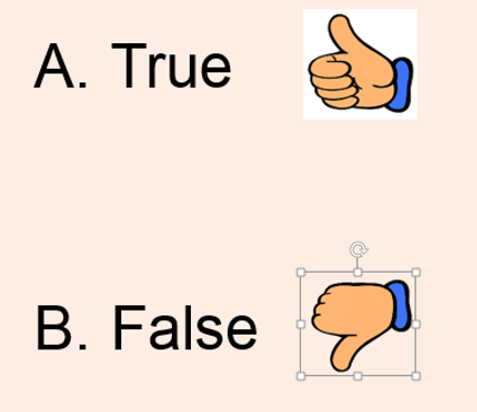 A. True
B. False